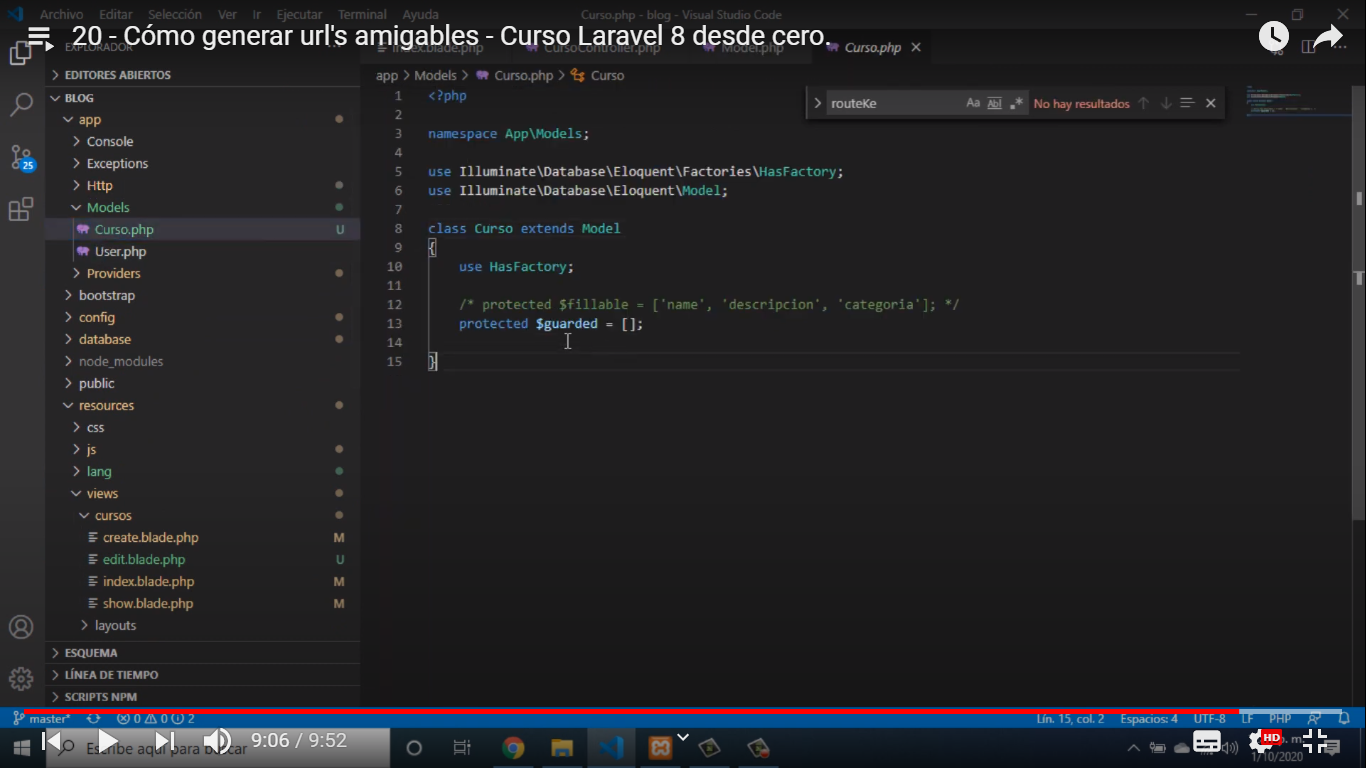 Archivo Editar Selección Ver Ir Ejecutar Terminal Ayuda
Curso.php - blog - Visual Studio Code
20 - Cómo generar url's amigables - Curso Laravel 8 desde cero.
EXPLORADOR
index.blade.php CursoController.php Model.php Curso.php
EDITORES ABIERTOS
BLOG
app
Console
Exceptions
Http
Models
Curso.php U
User.php
Providers
bootstrap
config
database
node_modules
public
resources
css
js
lang
views
cursos
create.blade.php M
edit.blade.php U
index.blade.php M
show.blade.php M
layouts
ESQUEMA
LÍNEA DE TIEMPO
SCRIPTS NPM
25
app > Models > Curso.php > Curso
routeKe Aa Abl .* No hay resultados
1 <?php
2
3 namespace App\Models;
4
5 use Illuminate\Database\Eloquent\Factories\HasFactory;
6 use Illuminate\Database\Eloquent\Model;
7
8 class Curso extends Model
9 {
10 use HasFactory;
11
12 /* protected $fillable = ['name', 'descripcion', 'categoria']; */
13 protected $guarded = [];
14
15 }
master* 0 0 2
Lín. 15, col. 2 Espacios: 4 UTF-8 LF PHP
Escribe aquí para buscar
9:06 / 9:52
HD
1/10/2020